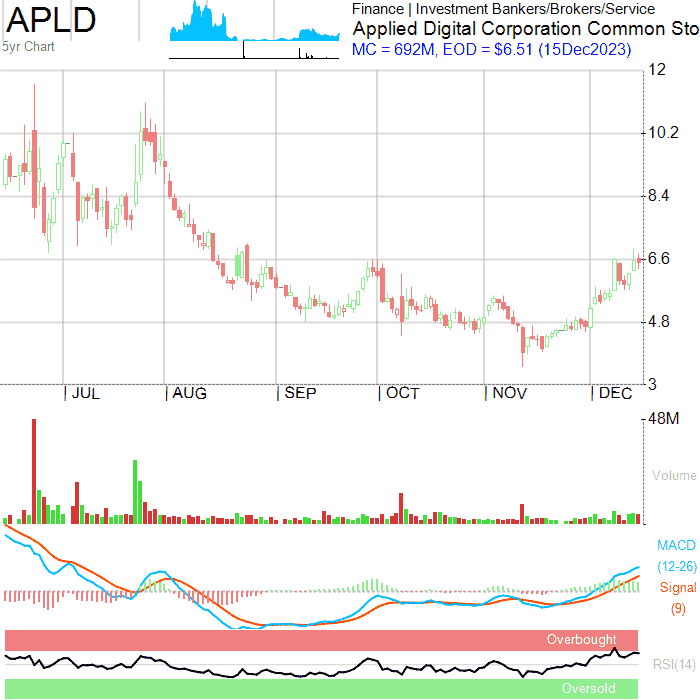 APLD
5yr Chart
Finance | Investment Bankers/Brokers/Service
Applied Digital Corporation Common Sto
MC = 692M, EOD = $6.51 (15Dec2023)
12
10.2
8.4
6.6
4.8
3
| JUL | AUG | SEP | OCT | NOV | DEC
48M
Volume
MACD
(12-26)
Signal
(9)
Overbought
RSI(14)
Oversold